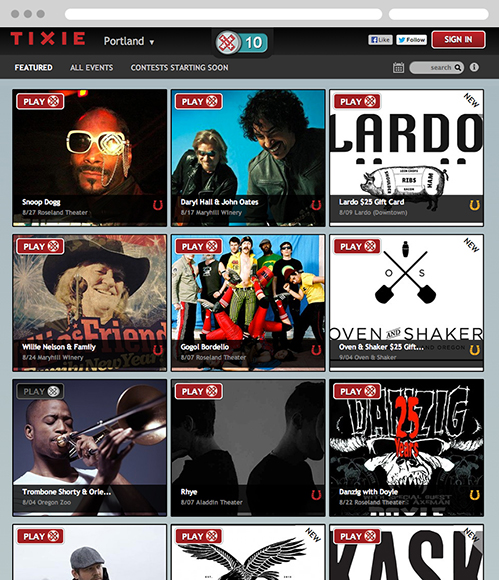 TIXIE
Portland ▼
10
Like
Follow
SIGN IN
FEATURED
ALL EVENTS
CONTESTS STARTING SOON
search
PLAY
Snoop Dogg
8/27 Roseland Theater
PLAY
Daryl Hall & John Oates
8/17 Maryhill Winery
PLAY
NEW
LARDO
RIBS
HAM
Lardo $25 Gift Card
8/09 Lardo (Downtown)
PLAY
Willie Nelson & Family
8/24 Maryhill Winery
PLAY
Gogol Bordello
8/07 Roseland Theater
PLAY
NEW
O S
OVEN AND SHAKER
Oven & Shaker $25 Gift...
9/04 Oven & Shaker
PLAY
Trombone Shorty & Orle...
8/04 Oregon Zoo
PLAY
Rhye
8/07 Aladdin Theater
PLAY
DANZIG
25
Years
Danzig with Doyle
8/22 Roseland Theater
PLAY
PLAY
NEW
PLAY
NEW
KASK